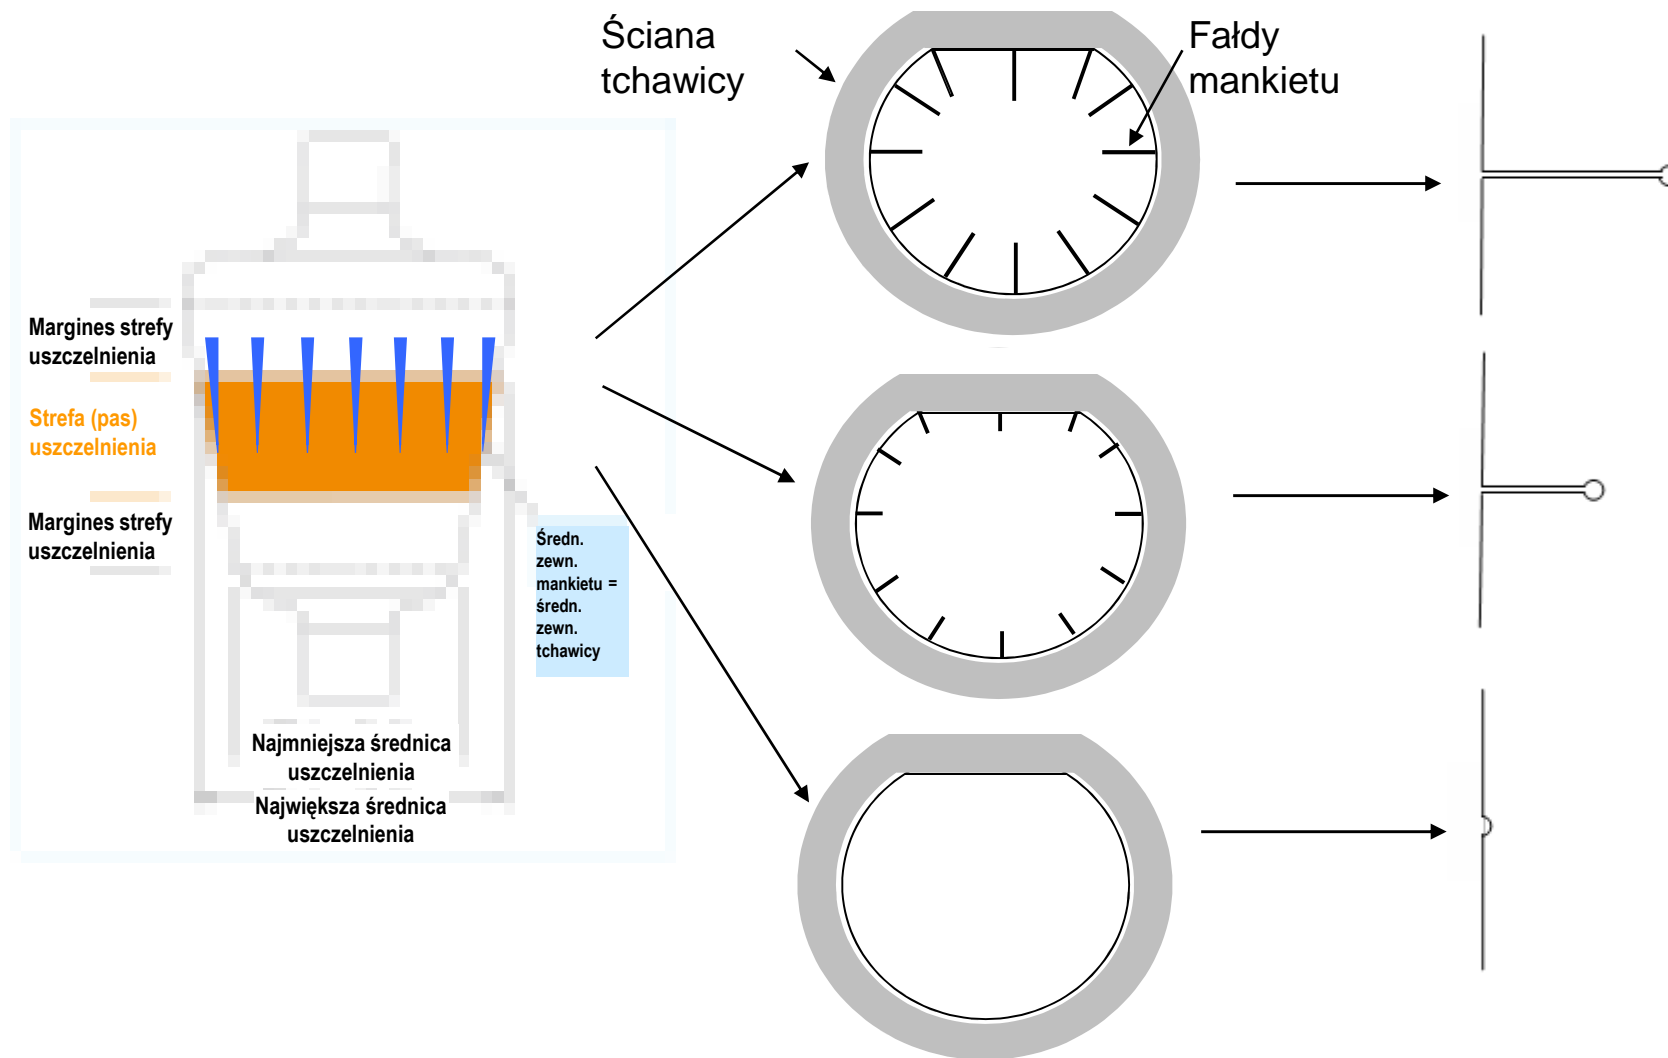 Ściana
tchawicy
Fałdy
mankietu
Margines strefy
uszczelnienia
Strefa (pas)
uszczelnienia
Margines strefy
uszczelnienia
Średn.
zewn.
mankietu =
średn.
zewn.
tchawicy
Najmniejsza średnica
uszczelnienia
Największa średnica
uszczelnienia